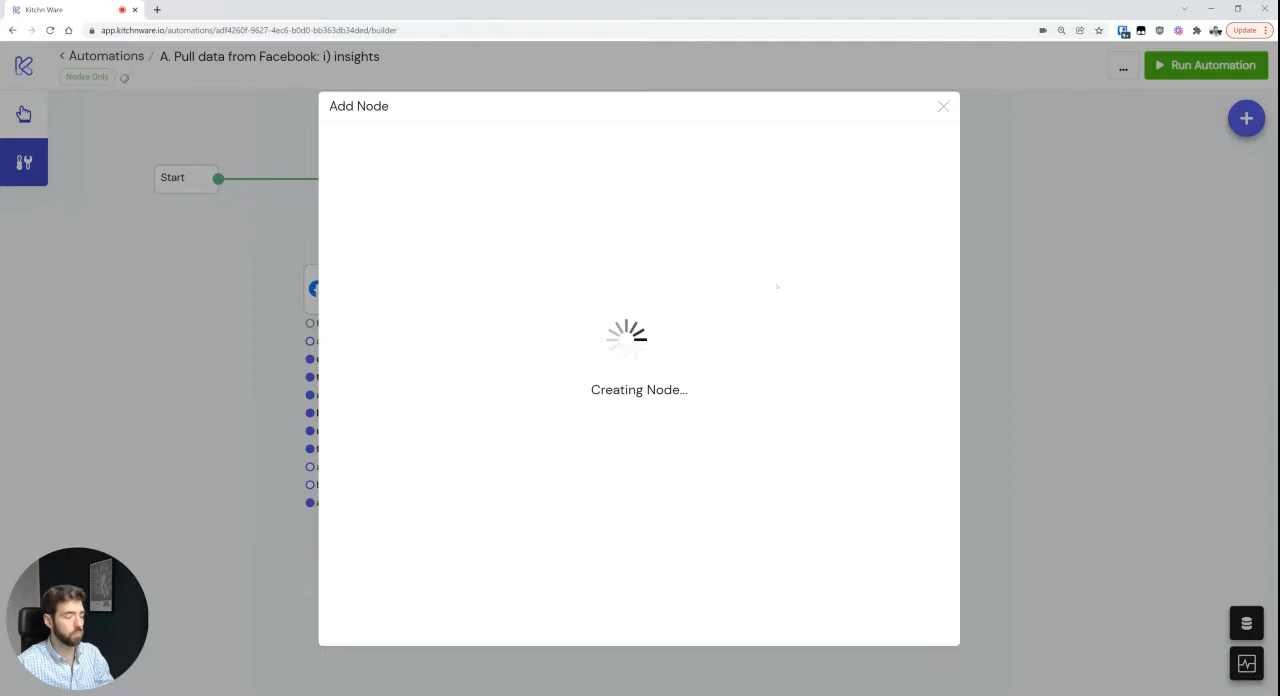 Kitchn Ware
app.kitchnware.io/automations/adf4260f-9627-4ec6-b0d0-bb363db34ded/builder
Update
< Automations / A. Pull data from Facebook: i) insights
Nodes Only
...
Run Automation
Add Node
Start
Creating Node...